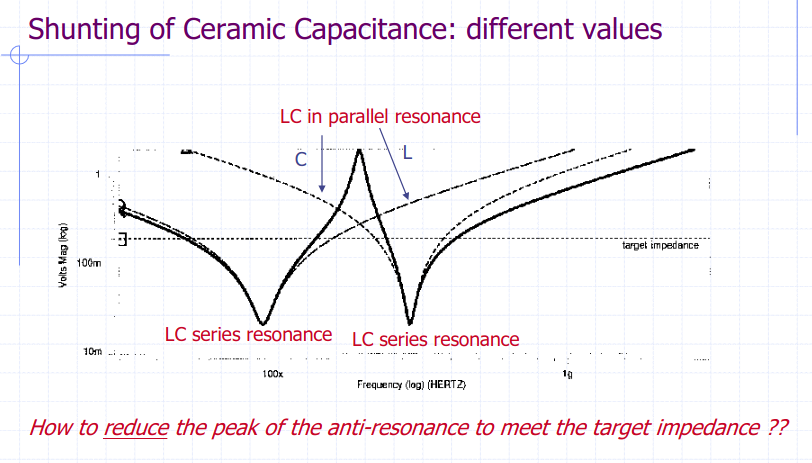 Shunting of Ceramic Capacitance: different values
LC in parallel resonance
C
L
1
target impedance
Volts Mag (log)
100m
LC series resonance
LC series resonance
10m
100x
1g
Frequency (log) (HERTZ)
How to reduce the peak of the anti-resonance to meet the target impedance ??